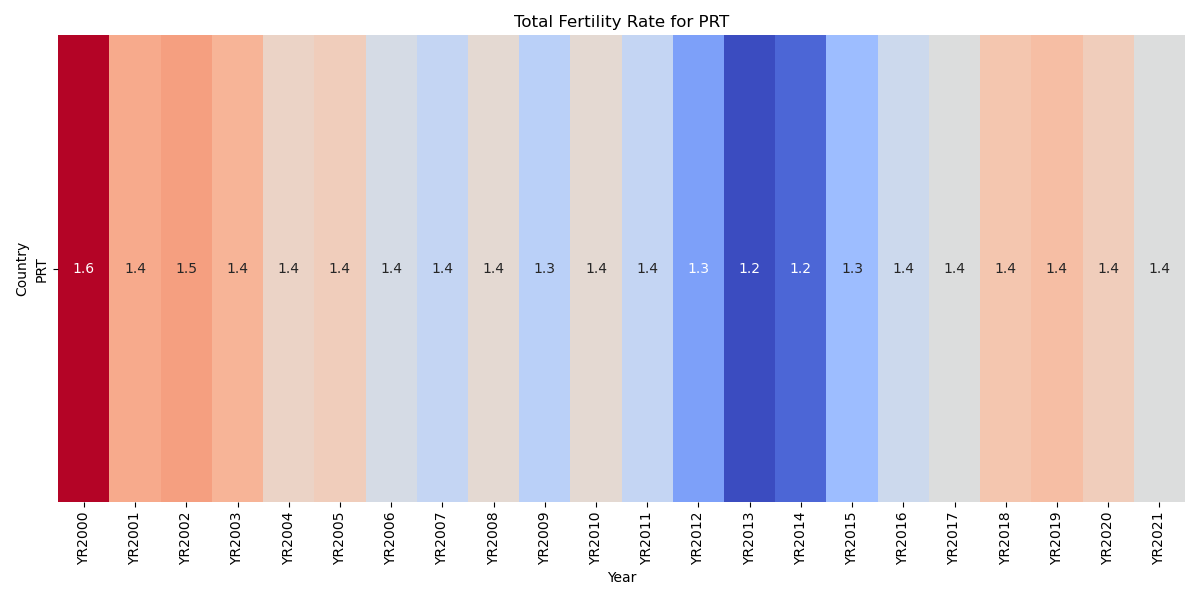 Total Fertility Rate for PRT
Country
PRT
1.6 1.4 1.5 1.4 1.4 1.4 1.4 1.4 1.4 1.3 1.4 1.4 1.3 1.2 1.2 1.3 1.4 1.4 1.4 1.4 1.4 1.4
YR2000 YR2001 YR2002 YR2003 YR2004 YR2005 YR2006 YR2007 YR2008 YR2009 YR2010 YR2011 YR2012 YR2013 YR2014 YR2015 YR2016 YR2017 YR2018 YR2019 YR2020 YR2021
Year